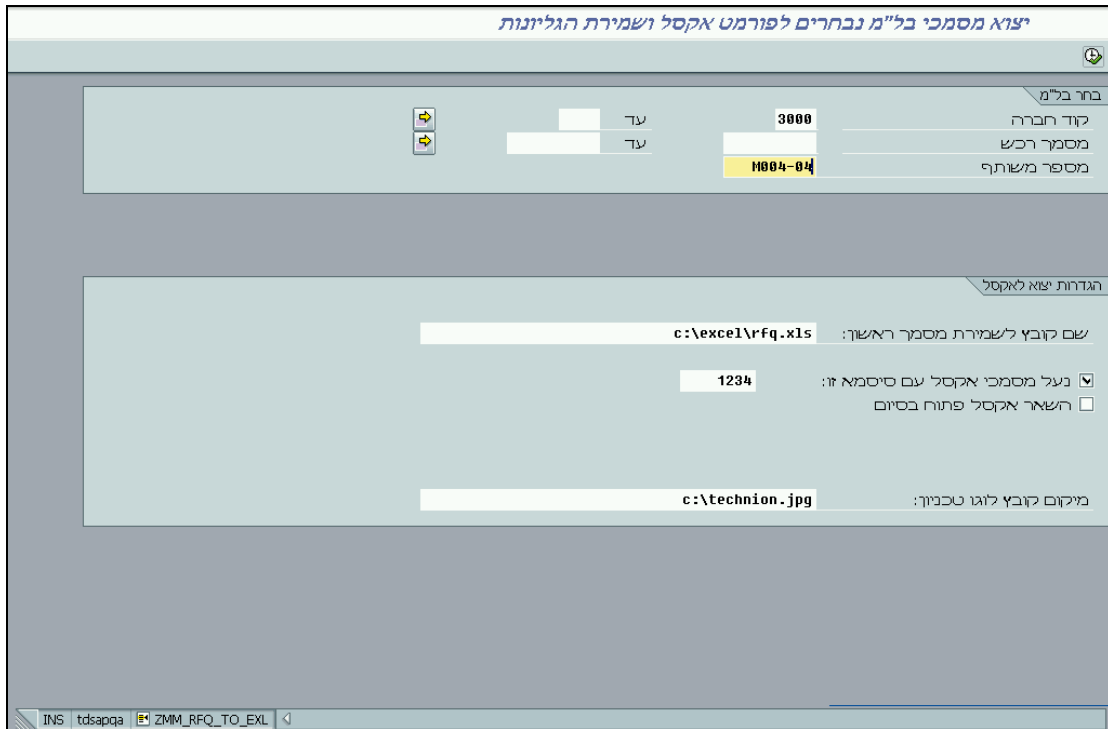 יצוא מסמכי בל"מ נבחרים לפורמט אקסל ושמירת הגליונות
בחר בל"מ
קוד חברה 3000 עד
מסמך רכש עד
מספר משותף M004-04
הגדרות יצוא לאקסל
שם קובץ לשמירת מסמך ראשון: c:\excel\rfq.xls
נעל מסמכי אקסל עם סיסמא זו: 1234
השאר אקסל פתוח בסיום
מיקום קובץ לוגו טכניון: c:\technion.jpg
INS tdsapqa ZMM_RFQ_TO_EXL